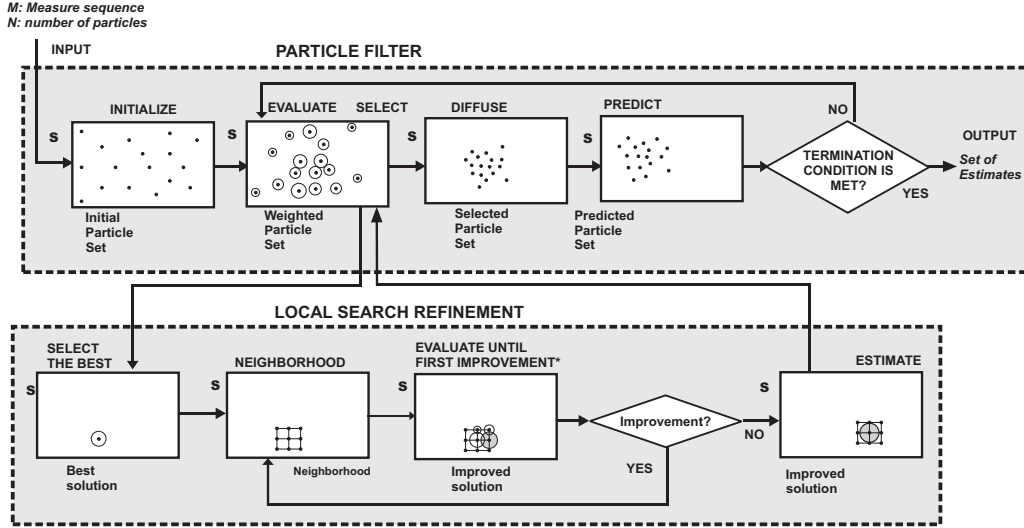 M: Measure sequence
N: number of particles
INPUT
PARTICLE FILTER
INITIALIZE
EVALUATE SELECT
DIFFUSE
PREDICT
NO
S
S
S
S
TERMINATION
CONDITION IS
MET?
OUTPUT
Set of
Estimates
YES
Initial
Particle
Set
Weighted
Particle
Set
Selected
Particle
Set
Predicted
Particle
Set
LOCAL SEARCH REFINEMENT
SELECT
THE BEST
NEIGHBORHOOD
EVALUATE UNTIL
FIRST IMPROVEMENT*
ESTIMATE
S
S
S
S
Improvement?
NO
YES
Best
solution
Neighborhood
Improved
solution
Improved
solution